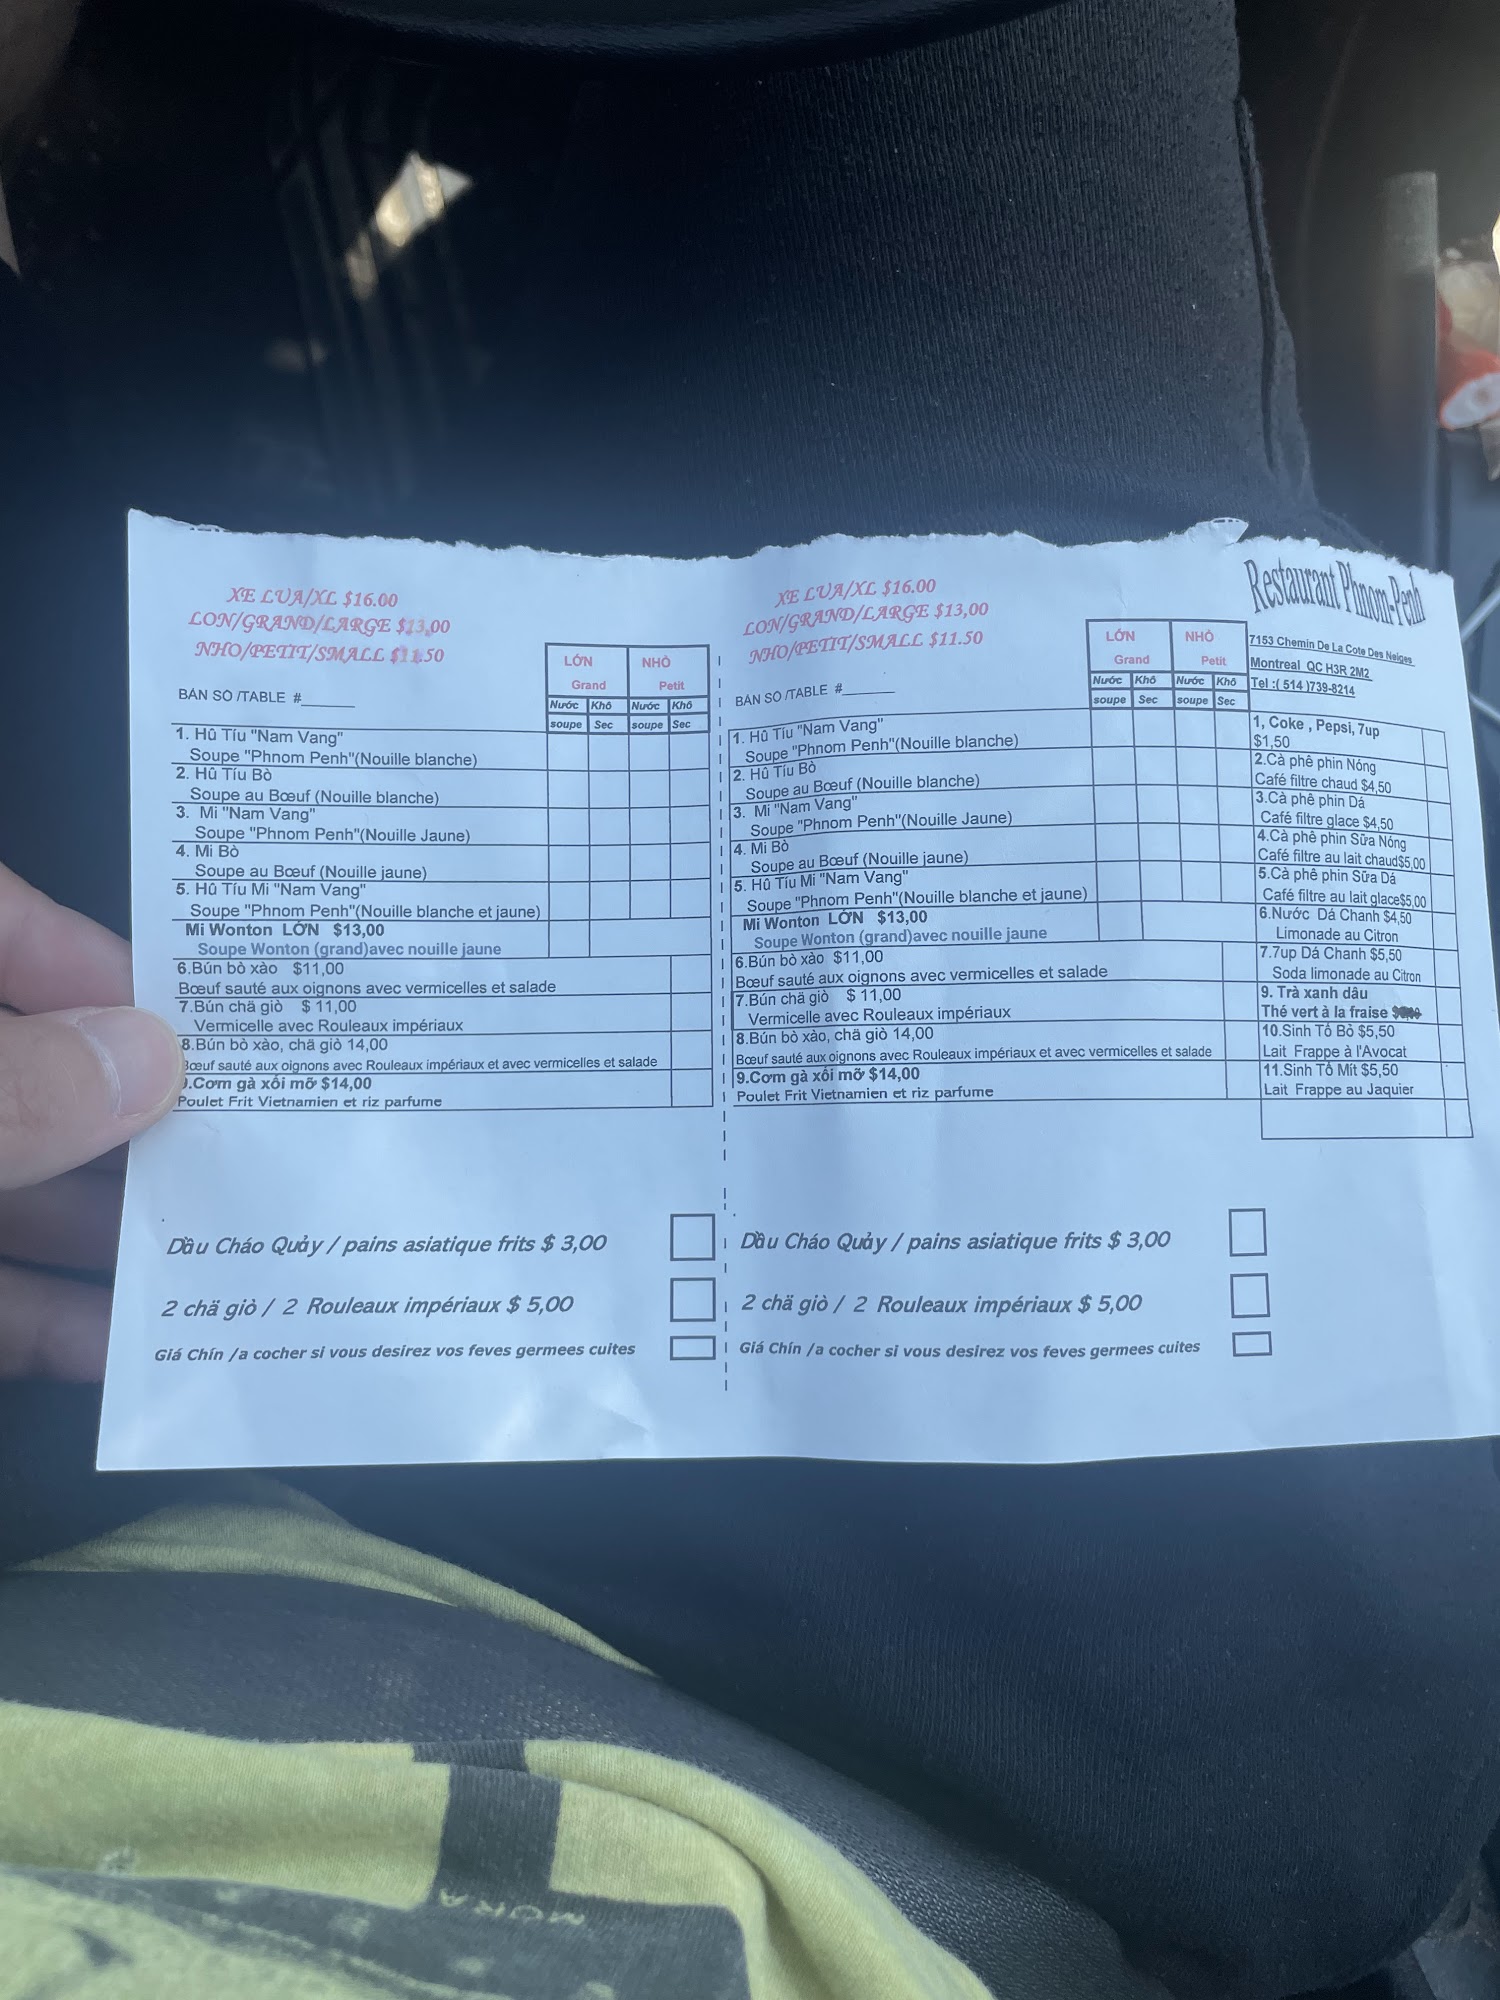 XE LUA/XL $16.00
LON/GRAND/LARGE $13,00
NHO/PETIT/SMALL $11.50
BÀN SỐ /TABLE #______
LỚN NHỎ
Grand Petit
Nước Khô Nước Khô
soupe Sec soupe Sec
1. Hũ Tíu "Nam Vang"
Soupe "Phnom Penh"(Nouille blanche)
2. Hũ Tíu Bò
Soupe au Bœuf (Nouille blanche)
3. Mi "Nam Vang"
Soupe "Phnom Penh"(Nouille Jaune)
4. Mi Bò
Soupe au Bœuf (Nouille jaune)
5. Hũ Tíu Mi "Nam Vang"
Soupe "Phnom Penh"(Nouille blanche et jaune)
Mi Wonton LỚN $13,00
Soupe Wonton (grand)avec nouille jaune
6.Bún bò xào $11,00
Bœuf sauté aux oignons avec vermicelles et salade
7.Bún chä giò $ 11,00
Vermicelle avec Rouleaux impériaux
8.Bún bò xào, chä giò 14,00
Bœuf sauté aux oignons avec Rouleaux impériaux et avec vermicelles et salade
.Cơm gà xối mỡ $14,00
Poulet Frit Vietnamien et riz parfume
Dầu Cháo Quảy / pains asiatique frits $ 3,00
2 chä giò / 2 Rouleaux impériaux $ 5,00
Giá Chín /a cocher si vous desirez vos feves germees cuites
XE LUA/XL $16.00
LON/GRAND/LARGE $13,00
NHO/PETIT/SMALL $11.50
BÀN SỐ /TABLE #______
LỚN NHỎ
Grand Petit
Nước Khô Nước Khô
soupe Sec soupe Sec
1. Hũ Tíu "Nam Vang"
Soupe "Phnom Penh"(Nouille blanche)
2. Hũ Tíu Bò
Soupe au Bœuf (Nouille blanche)
3. Mi "Nam Vang"
Soupe "Phnom Penh"(Nouille Jaune)
4. Mi Bò
Soupe au Bœuf (Nouille jaune)
5. Hũ Tíu Mi "Nam Vang"
Soupe "Phnom Penh"(Nouille blanche et jaune)
Mi Wonton LỚN $13,00
Soupe Wonton (grand)avec nouille jaune
6.Bún bò xào $11,00
Bœuf sauté aux oignons avec vermicelles et salade
7.Bún chä giò $ 11,00
Vermicelle avec Rouleaux impériaux
8.Bún bò xào, chä giò 14,00
Bœuf sauté aux oignons avec Rouleaux impériaux et avec vermicelles et salade
9.Cơm gà xối mỡ $14,00
Poulet Frit Vietnamien et riz parfume
Dầu Cháo Quảy / pains asiatique frits $ 3,00
2 chä giò / 2 Rouleaux impériaux $ 5,00
Giá Chín /a cocher si vous desirez vos feves germees cuites
Restaurant Phnom-Penh
7153 Chemin De La Cote Des Neiges
Montreal QC H3R 2M2
Tel :( 514 )739-8214
1, Coke , Pepsi, 7up
$1,50
2.Cà phê phin Nóng
Café filtre chaud $4,50
3.Cà phê phin Dá
Café filtre glace $4,50
4.Cà phê phin Sữa Nóng
Café filtre au lait chaud$5,00
5.Cà phê phin Sữa Dá
Café filtre au lait glace$5,00
6.Nước Dá Chanh $4,50
Limonade au Citron
7.7up Dá Chanh $5,50
Soda limonade au Citron
9. Trà xanh dâu
Thé vert à la fraise
10.Sinh Tố Bỏ $5,50
Lait Frappe à l'Avocat
11.Sinh Tố Mít $5,50
Lait Frappe au Jaquier